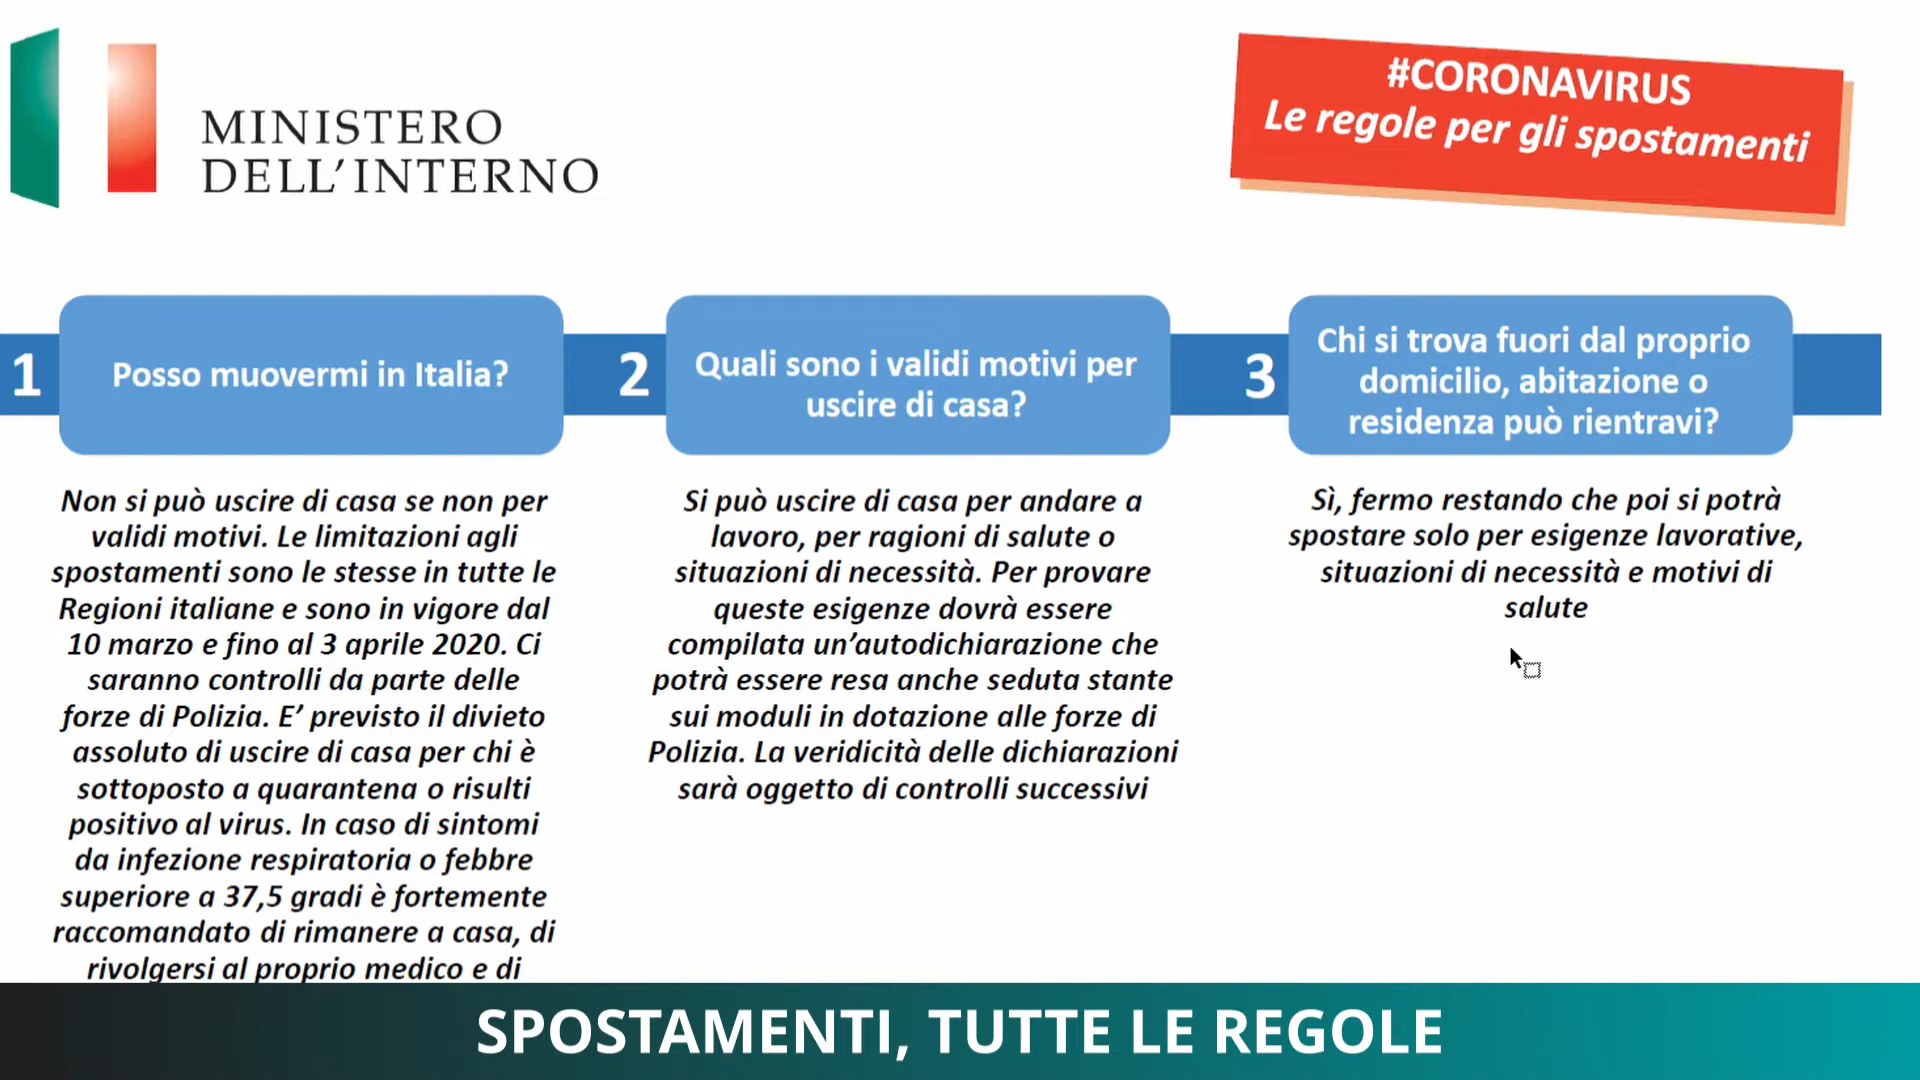 MINISTERO
DELL'INTERNO
#CORONAVIRUS
Le regole per gli spostamenti
1
Posso muovermi in Italia?
2
Quali sono i validi motivi per
uscire di casa?
3
Chi si trova fuori dal proprio
domicilio, abitazione o
residenza può rientravi?
Non si può uscire di casa se non per
validi motivi. Le limitazioni agli
spostamenti sono le stesse in tutte le
Regioni italiane e sono in vigore dal
10 marzo e fino al 3 aprile 2020. Ci
saranno controlli da parte delle
forze di Polizia. E’ previsto il divieto
assoluto di uscire di casa per chi è
sottoposto a quarantena o risulti
positivo al virus. In caso di sintomi
da infezione respiratoria o febbre
superiore a 37,5 gradi è fortemente
raccomandato di rimanere a casa, di
rivolgersi al proprio medico e di
Si può uscire di casa per andare a
lavoro, per ragioni di salute o
situazioni di necessità. Per provare
queste esigenze dovrà essere
compilata un’autodichiarazione che
potrà essere resa anche seduta stante
sui moduli in dotazione alle forze di
Polizia. La veridicità delle dichiarazioni
sarà oggetto di controlli successivi
Sì, fermo restando che poi si potrà
spostare solo per esigenze lavorative,
situazioni di necessità e motivi di
salute
SPOSTAMENTI, TUTTE LE REGOLE